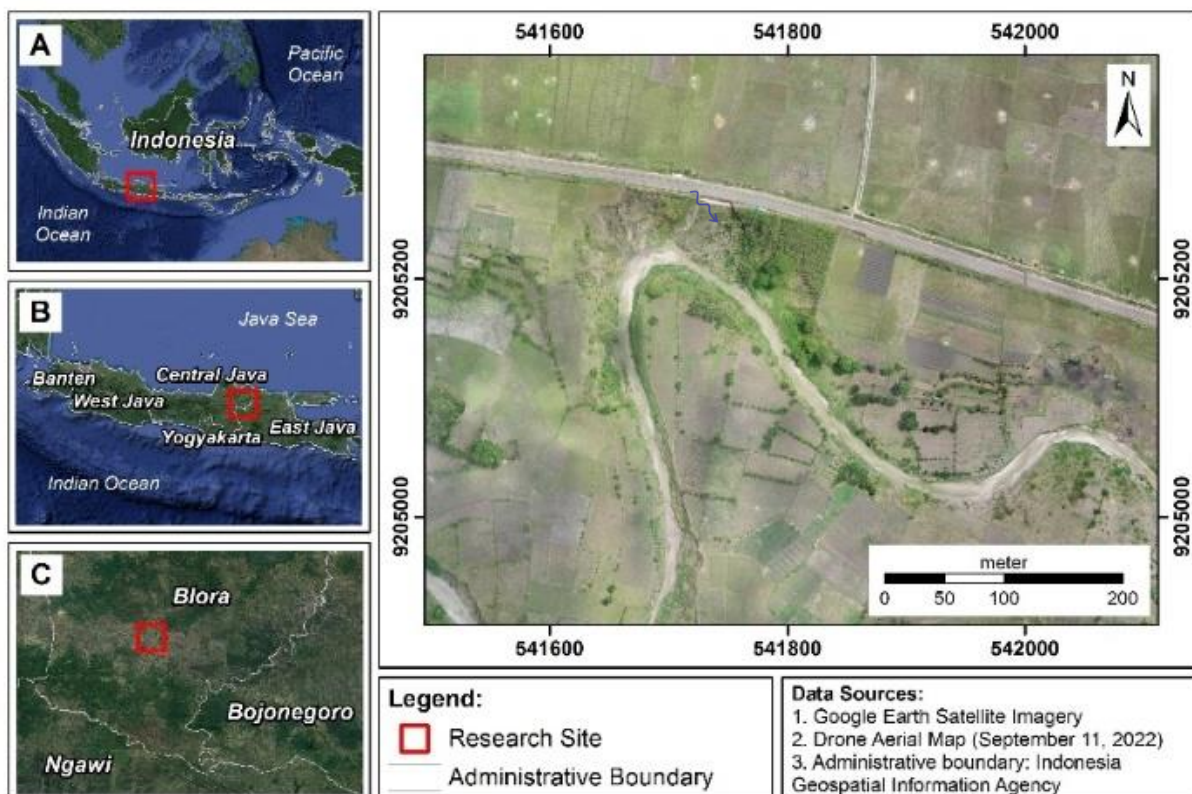 A
Pacific
Ocean
Indonesia
Indian
Ocean
B
Java Sea
Banten
Central Java
West Java
East Java
Yogyakarta
Indian Ocean
C
Blora
Bojonegoro
Ngawi
541600 541800 542000
N
9205200 9205200
9205000 9205000
meter
0 50 100 200
541600 541800 542000
Legend:
Research Site
Administrative Boundary
Data Sources:
1. Google Earth Satellite Imagery
2. Drone Aerial Map (September 11, 2022)
3. Administrative boundary: Indonesia
Geospatial Information Agency